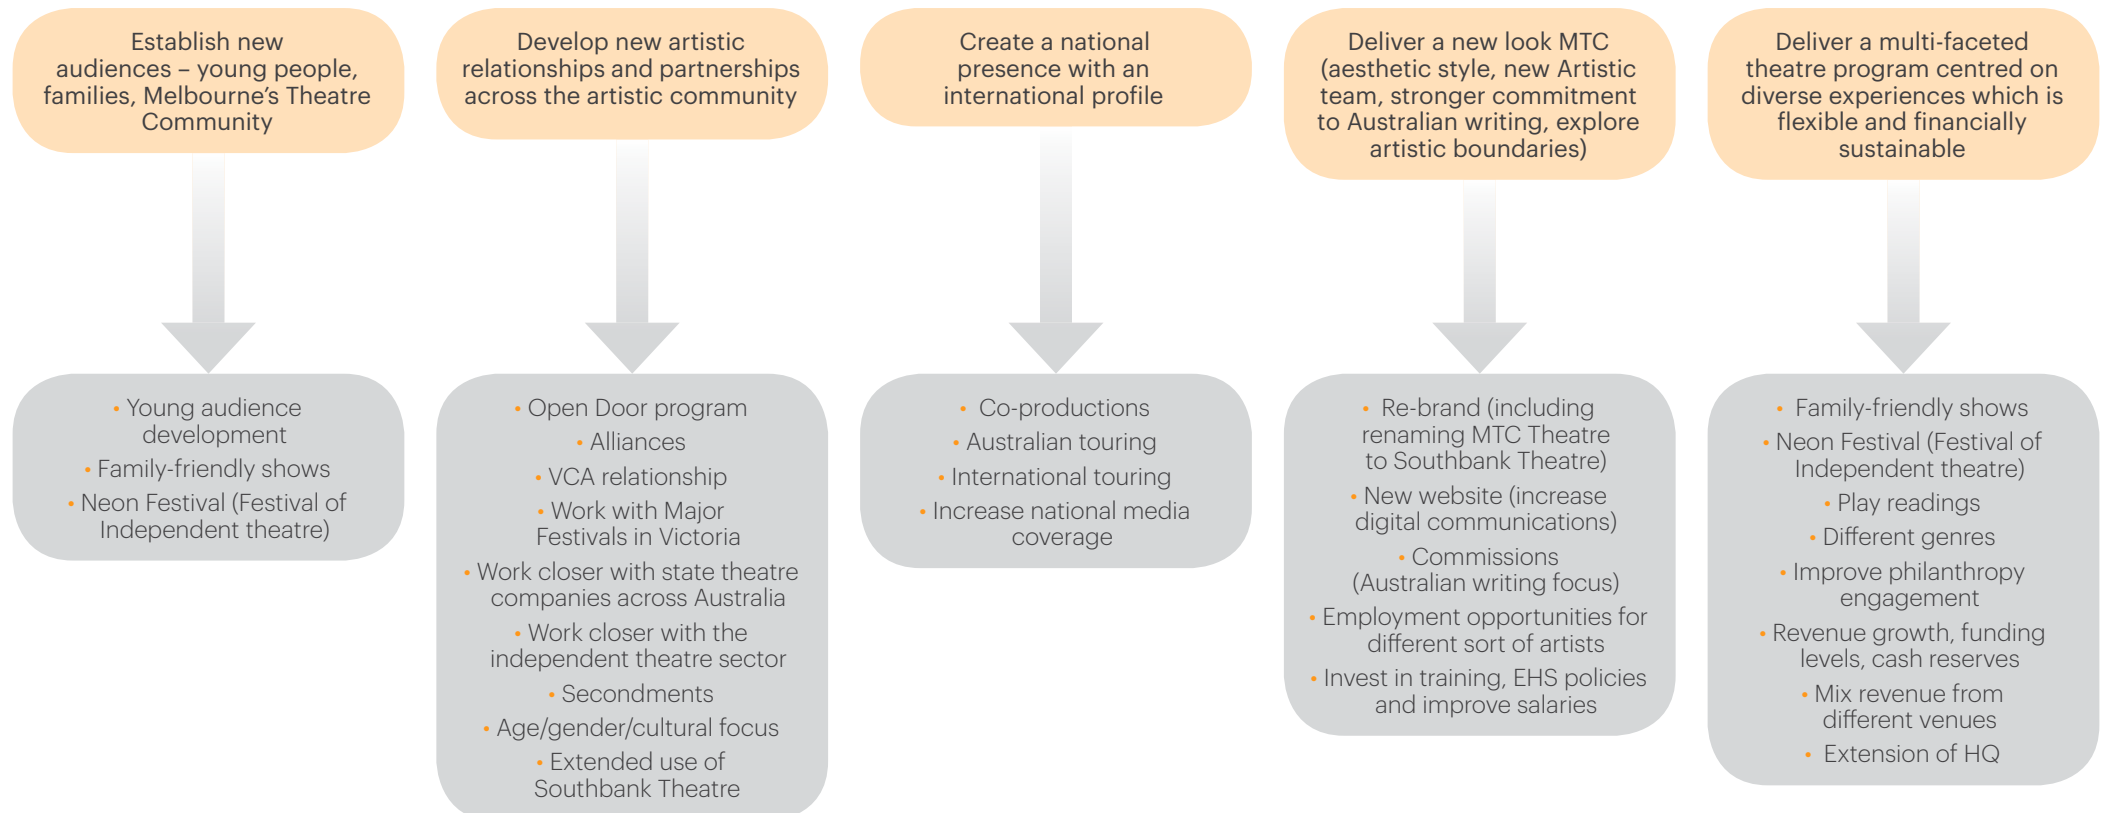 Establish new
audiences – young people,
families, Melbourne's Theatre
Community
Develop new artistic
relationships and partnerships
across the artistic community
Create a national
presence with an
international profile
Deliver a new look MTC
(aesthetic style, new Artistic
team, stronger commitment
to Australian writing, explore
artistic boundaries)
Deliver a multi-faceted
theatre program centred on
diverse experiences which is
flexible and financially
sustainable
• Young audience
development
• Family-friendly shows
• Neon Festival (Festival of
Independent theatre)
• Open Door program
• Alliances
• VCA relationship
• Work with Major
Festivals in Victoria
• Work closer with state theatre
companies across Australia
• Work closer with the
independent theatre sector
• Secondments
• Age/gender/cultural focus
• Extended use of
Southbank Theatre
• Co-productions
• Australian touring
• International touring
• Increase national media
coverage
• Re-brand (including
renaming MTC Theatre
to Southbank Theatre)
• New website (increase
digital communications)
• Commissions
(Australian writing focus)
• Employment opportunities for
different sort of artists
• Invest in training, EHS policies
and improve salaries
• Family-friendly shows
• Neon Festival (Festival of
Independent theatre)
• Play readings
• Different genres
• Improve philanthropy
engagement
• Revenue growth, funding
levels, cash reserves
• Mix revenue from
different venues
• Extension of HQ